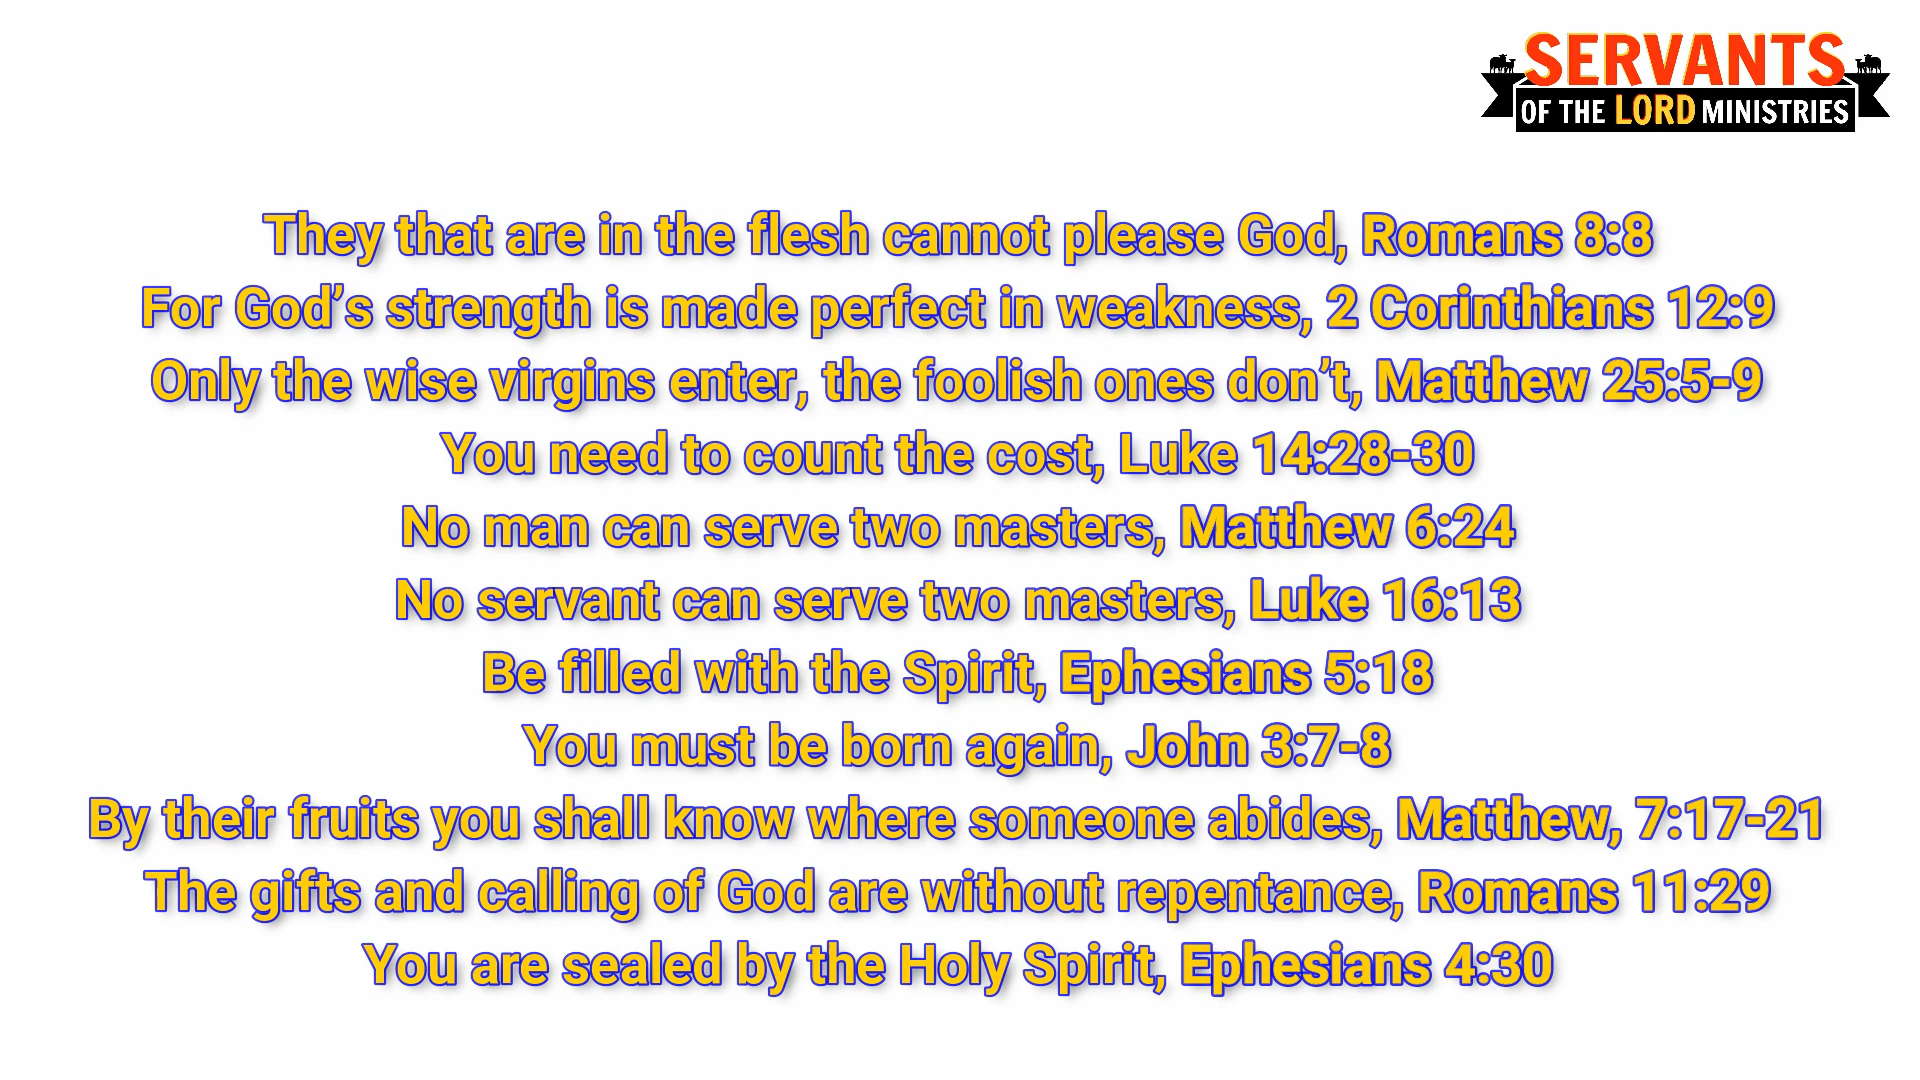 SERVANTS
OF THE LORD MINISTRIES
They that are in the flesh cannot please God, Romans 8:8
For God’s strength is made perfect in weakness, 2 Corinthians 12:9
Only the wise virgins enter, the foolish ones don’t, Matthew 25:5-9
You need to count the cost, Luke 14:28-30
No man can serve two masters, Matthew 6:24
No servant can serve two masters, Luke 16:13
Be filled with the Spirit, Ephesians 5:18
You must be born again, John 3:7-8
By their fruits you shall know where someone abides, Matthew, 7:17-21
The gifts and calling of God are without repentance, Romans 11:29
You are sealed by the Holy Spirit, Ephesians 4:30